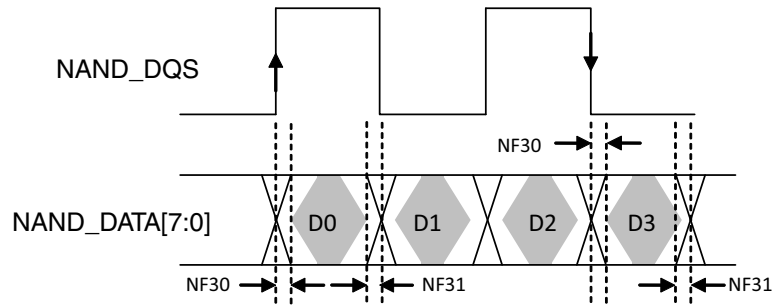 NAND_DQS
NF30
NAND_DATA[7:0]
D0
D1
D2
D3
NF30
NF31
NF31